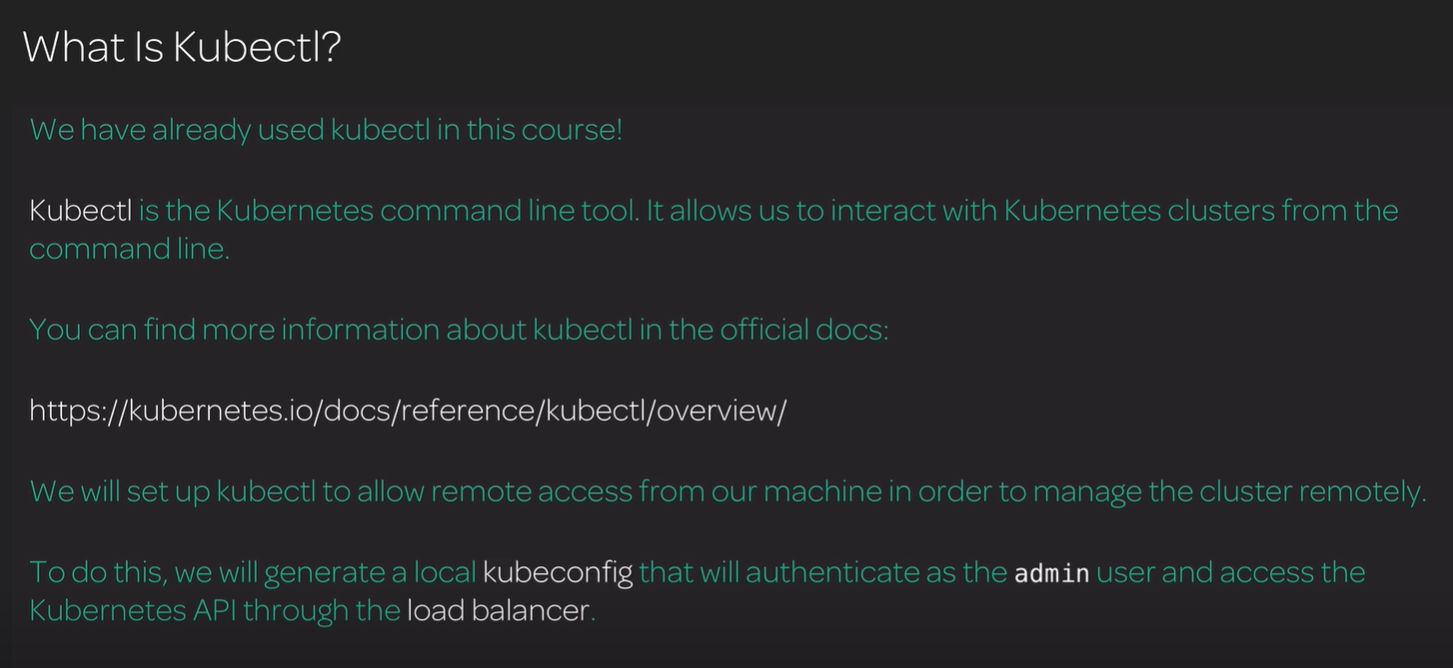 What Is Kubectl?
We have already used kubectl in this course!
Kubectl is the Kubernetes command line tool. It allows us to interact with Kubernetes clusters from the
command line.
You can find more information about kubectl in the official docs:
https://kubernetes.io/docs/reference/kubectl/overview/
We will set up kubectl to allow remote access from our machine in order to manage the cluster remotely.
To do this, we will generate a local kubeconfig that will authenticate as the admin user and access the
Kubernetes API through the load balancer.